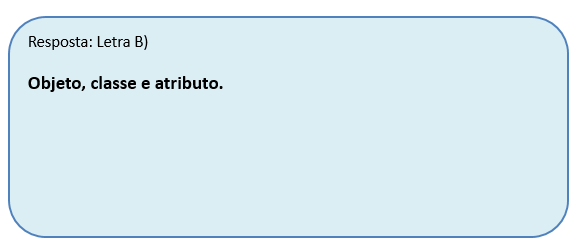 Resposta: Letra B)
Objeto, classe e atributo.